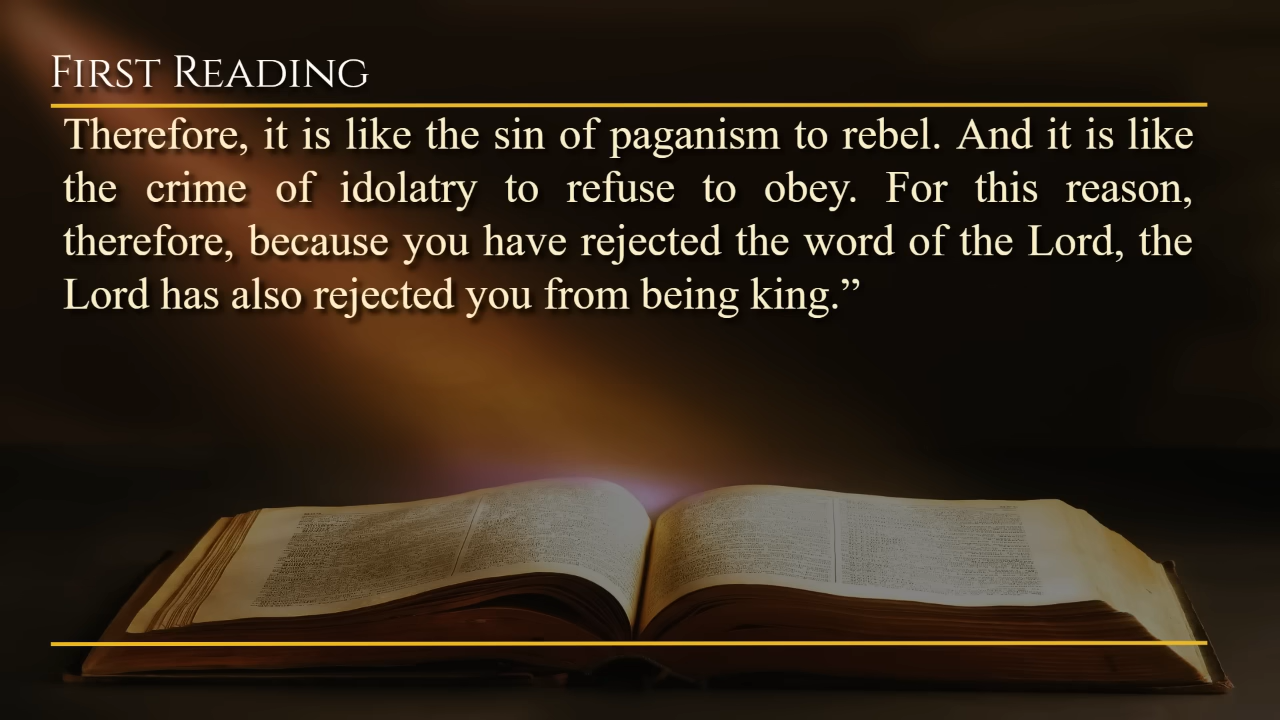 First Reading
Therefore, it is like the sin of paganism to rebel. And it is like
the crime of idolatry to refuse to obey. For this reason,
therefore, because you have rejected the word of the Lord, the
Lord has also rejected you from being king.”